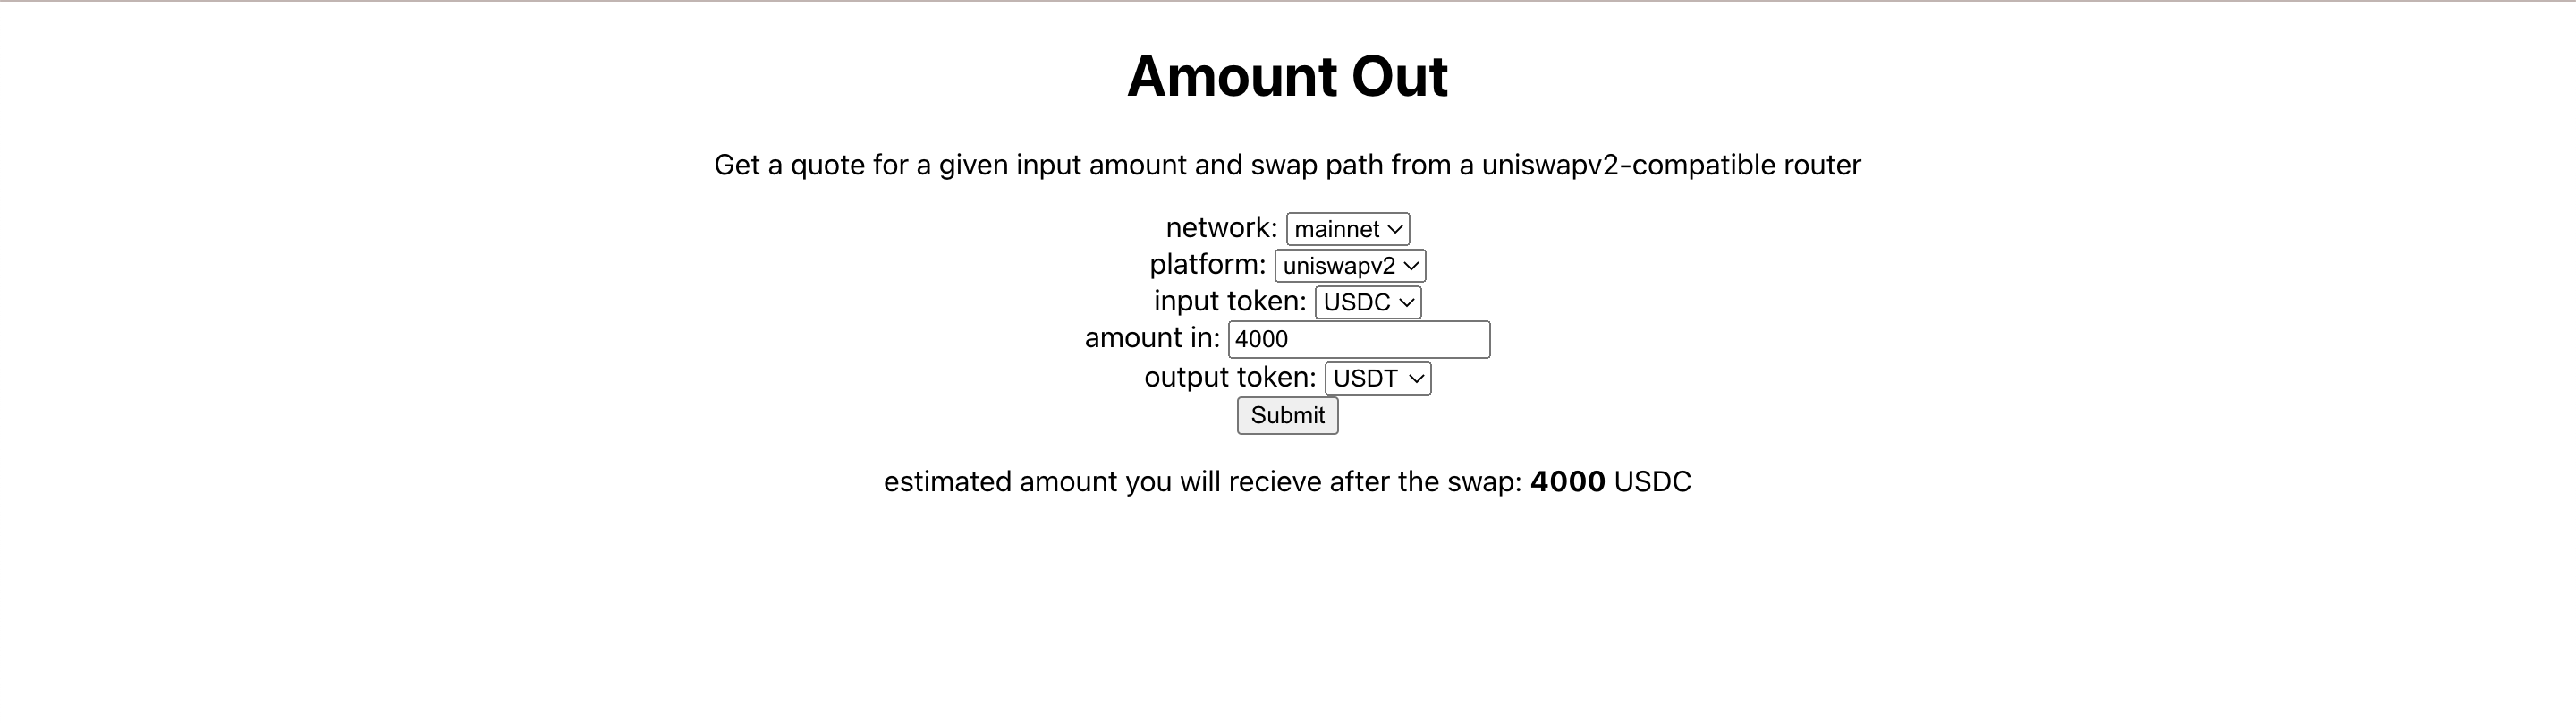 Amount Out
Get a quote for a given input amount and swap path from a uniswapv2-compatible router
network: mainnet
platform: uniswapv2
input token: USDC
amount in: 4000
output token: USDT
Submit
estimated amount you will recieve after the swap: 4000 USDC